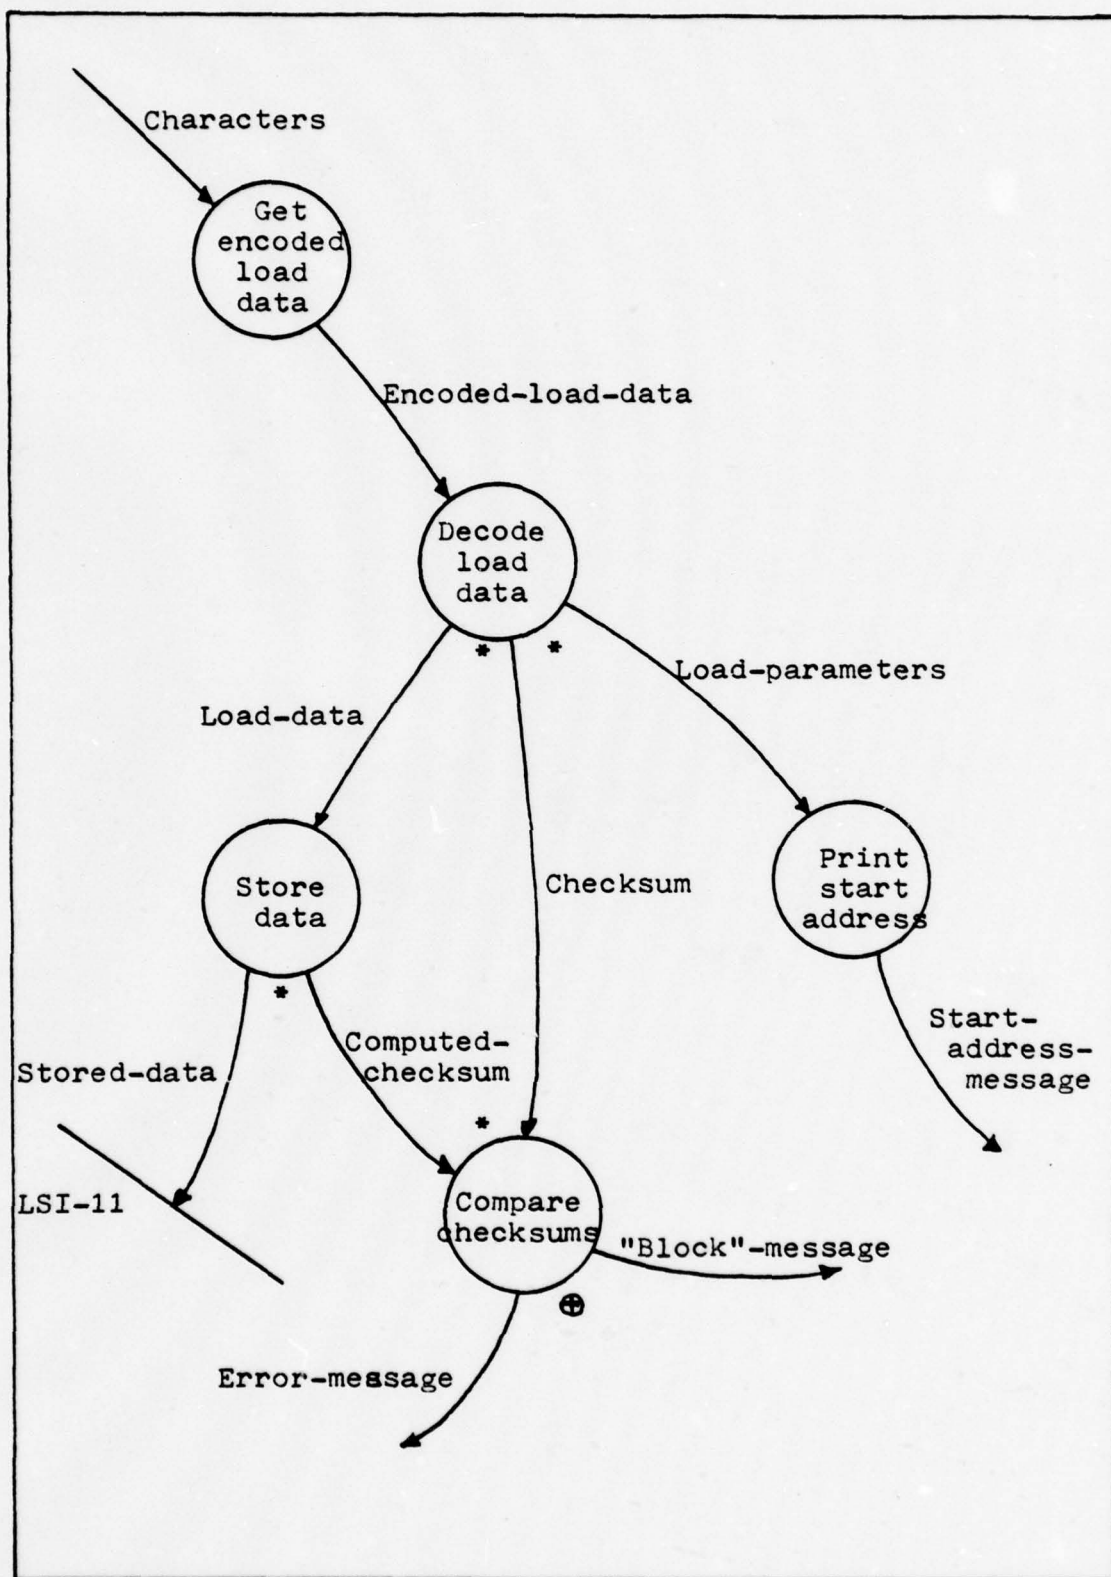 Characters
Get
encoded
load
data
Encoded-load-data
Decode
load
data
*
*
Load-parameters
Load-data
Store
data
Checksum
Print
start
address
*
Computed-
checksum
Stored-data
Start-
address-
message
*
LSI-11
Compare
checksums
"Block"-message
⊕
Error-message